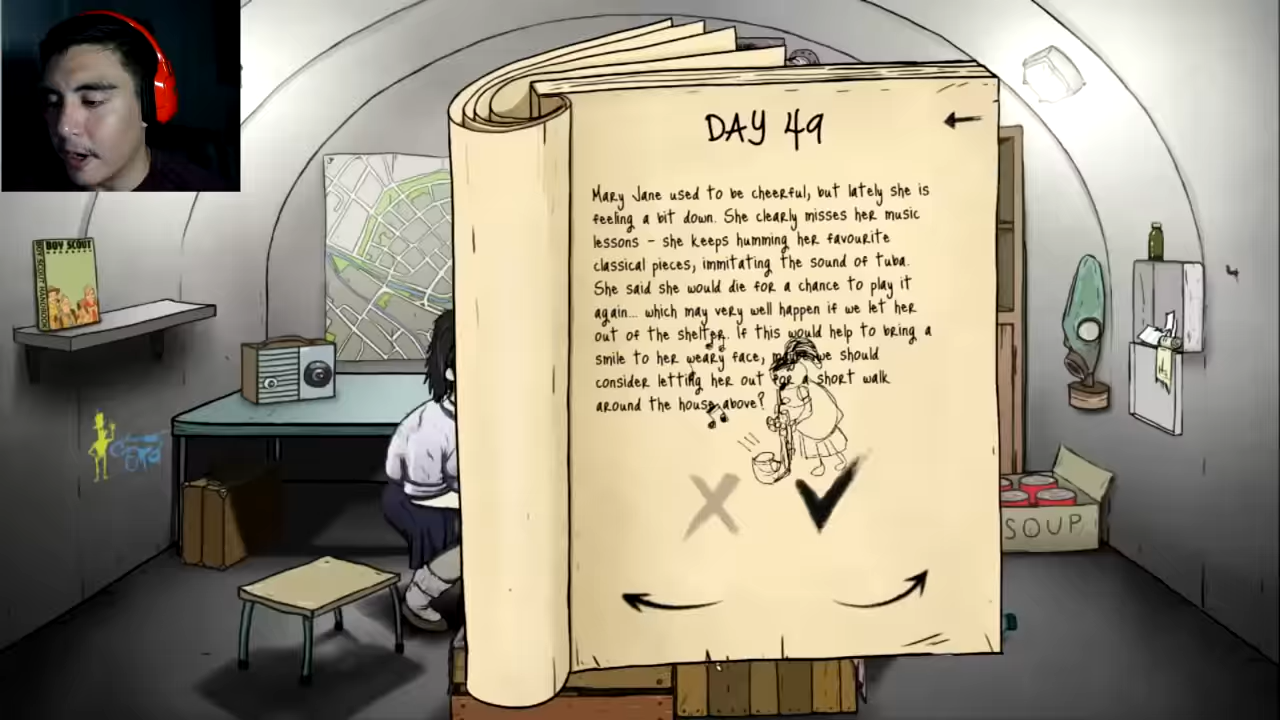 DAY 49
Mary Jane used to be cheerful, but lately she is
feeling a bit down. She clearly misses her music
lessons - she keeps humming her favourite
classical pieces, immitating the sound of tuba.
She said she would die for a chance to play it
again... which may very well happen if we let her
out of the shelter. If this would help to bring a
smile to her weary face, maybe we should
consider letting her out for a short walk
around the house above?
BOY SCOUT
BOY SCOUT HANDBOOK
SOUP